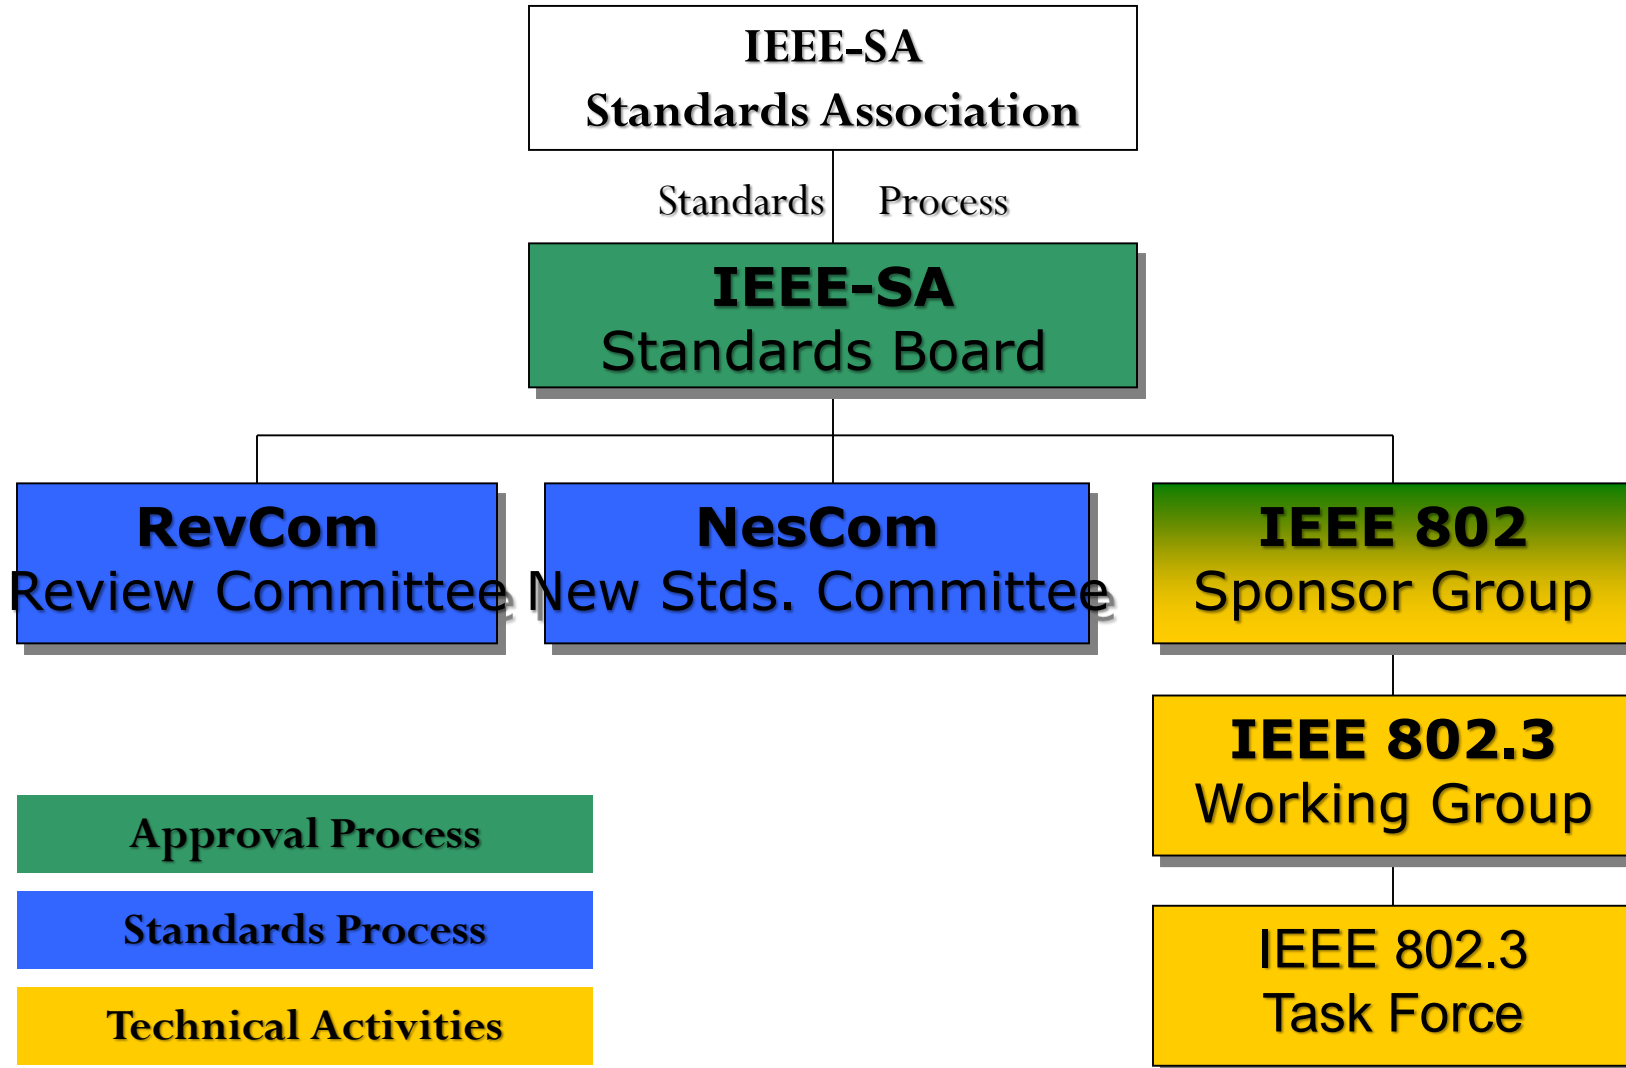 IEEE-SA
Standards Association
Standards Process
IEEE-SA
Standards Board
RevCom
Review Committee
NesCom
New Stds. Committee
IEEE 802
Sponsor Group
IEEE 802.3
Working Group
IEEE 802.3
Task Force
Approval Process
Standards Process
Technical Activities